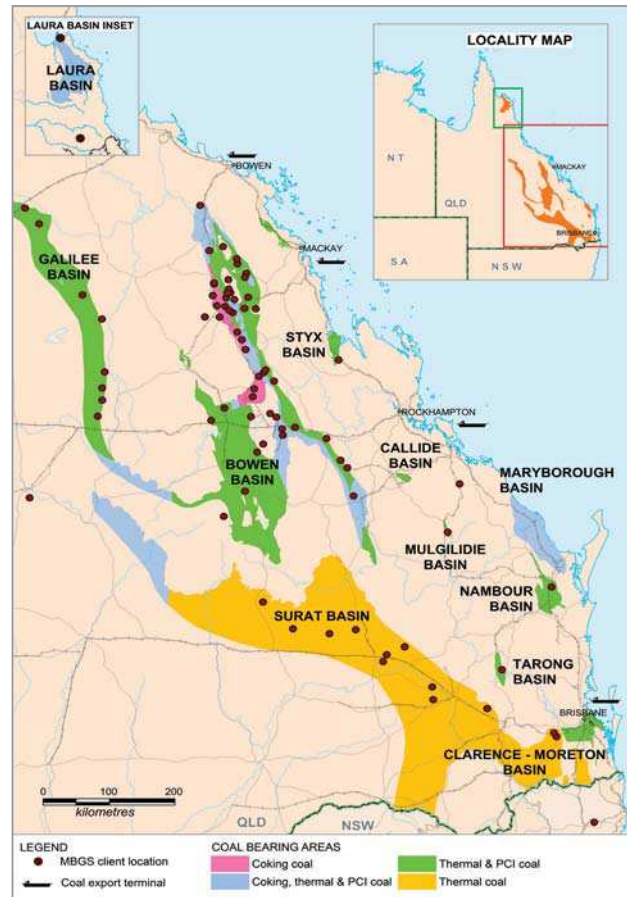 LAURA BASIN INSET
LAURA
BASIN
LOCALITY MAP
NT
QLD
SA
NSW
MACKAY
BRISBANE
BOWEN
MACKAY
GALILEE
BASIN
STYX
BASIN
ROCKHAMPTON
CALLIDE
BASIN
MARYBOROUGH
BASIN
BOWEN
BASIN
MULGILIDIE
BASIN
NAMBOUR
BASIN
SURAT BASIN
TARONG
BASIN
BRISBANE
CLARENCE - MORETON
BASIN
0 100 200
kilometres
QLD
NSW
LEGEND
MBGS client location
Coal export terminal
COAL BEARING AREAS
Coking coal
Coking, thermal & PCI coal
Thermal & PCI coal
Thermal coal